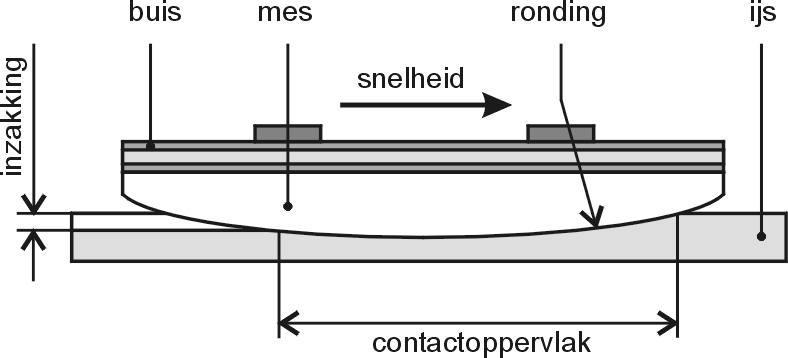 buis
mes
ronding
ijs
snelheid
inzakking
contactoppervlak